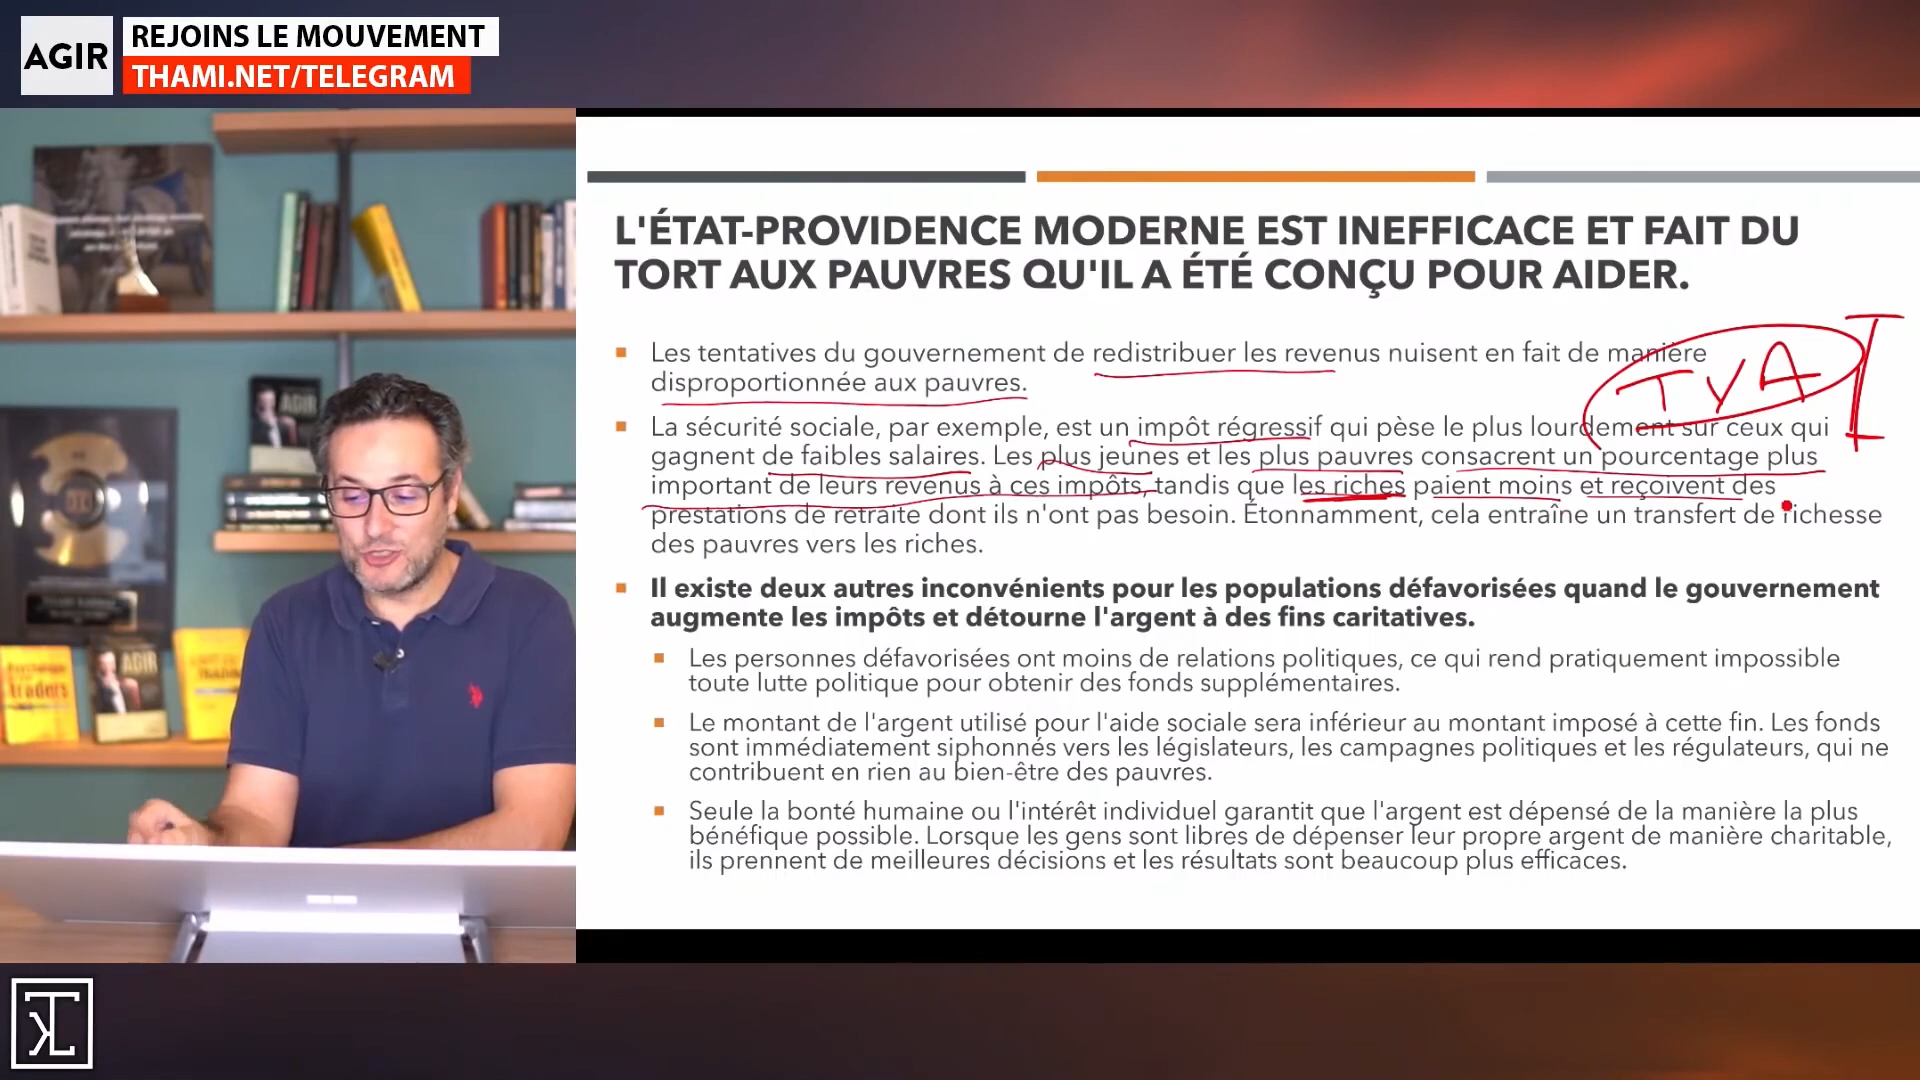 AGIR
REJOINS LE MOUVEMENT
THAMI.NET/TELEGRAM
L'ÉTAT-PROVIDENCE MODERNE EST INEFFICACE ET FAIT DU
TORT AUX PAUVRES QU'IL A ÉTÉ CONÇU POUR AIDER.
Les tentatives du gouvernement de redistribuer les revenus nuisent en fait de manière
disproportionnée aux pauvres.
TVA
La sécurité sociale, par exemple, est un impôt régressif qui pèse le plus lourdement sur ceux qui
gagnent de faibles salaires. Les plus jeunes et les plus pauvres consacrent un pourcentage plus
important de leurs revenus à ces impôts, tandis que les riches paient moins et reçoivent des
prestations de retraite dont ils n'ont pas besoin. Étonnamment, cela entraîne un transfert de richesse
des pauvres vers les riches.
Il existe deux autres inconvénients pour les populations défavorisées quand le gouvernement
augmente les impôts et détourne l'argent à des fins caritatives.
Les personnes défavorisées ont moins de relations politiques, ce qui rend pratiquement impossible
toute lutte politique pour obtenir des fonds supplémentaires.
Le montant de l'argent utilisé pour l'aide sociale sera inférieur au montant imposé à cette fin. Les fonds
sont immédiatement siphonnés vers les législateurs, les campagnes politiques et les régulateurs, qui ne
contribuent en rien au bien-être des pauvres.
Seule la bonté humaine ou l'intérêt individuel garantit que l'argent est dépensé de la manière la plus
bénéfique possible. Lorsque les gens sont libres de dépenser leur propre argent de manière charitable,
ils prennent de meilleures décisions et les résultats sont beaucoup plus efficaces.
AGIR
AGIR
traders